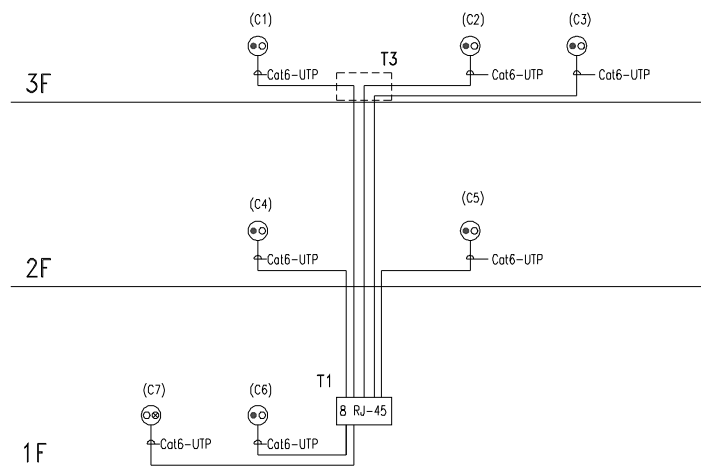 (C1) (C2) (C3)
T3
Cat6-UTP Cat6-UTP Cat6-UTP
3F
(C4) (C5)
Cat6-UTP Cat6-UTP
2F
T1
(C7) (C6)
8 RJ-45
Cat6-UTP Cat6-UTP
1F